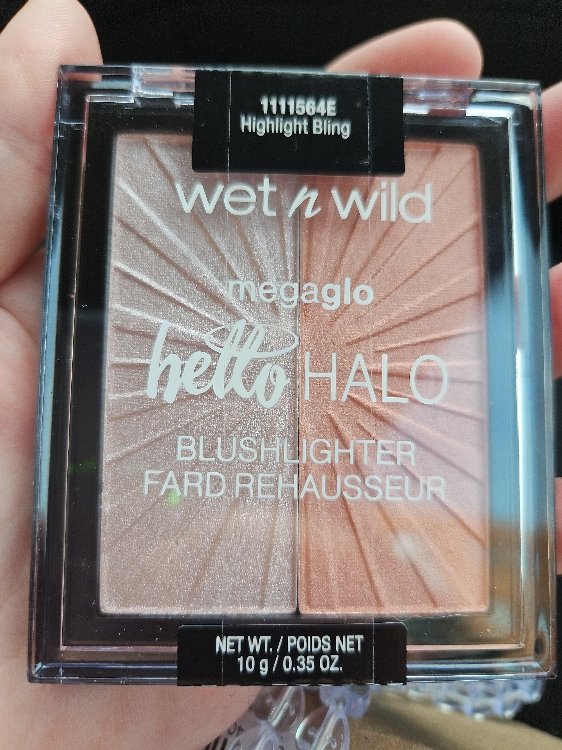 1111564E
Highlight Bling
wet n wild
megaglo
hello HALO
BLUSHLIGHTER
FARD REHAUSSEUR
NET WT. / POIDS NET
10 g / 0.35 OZ.